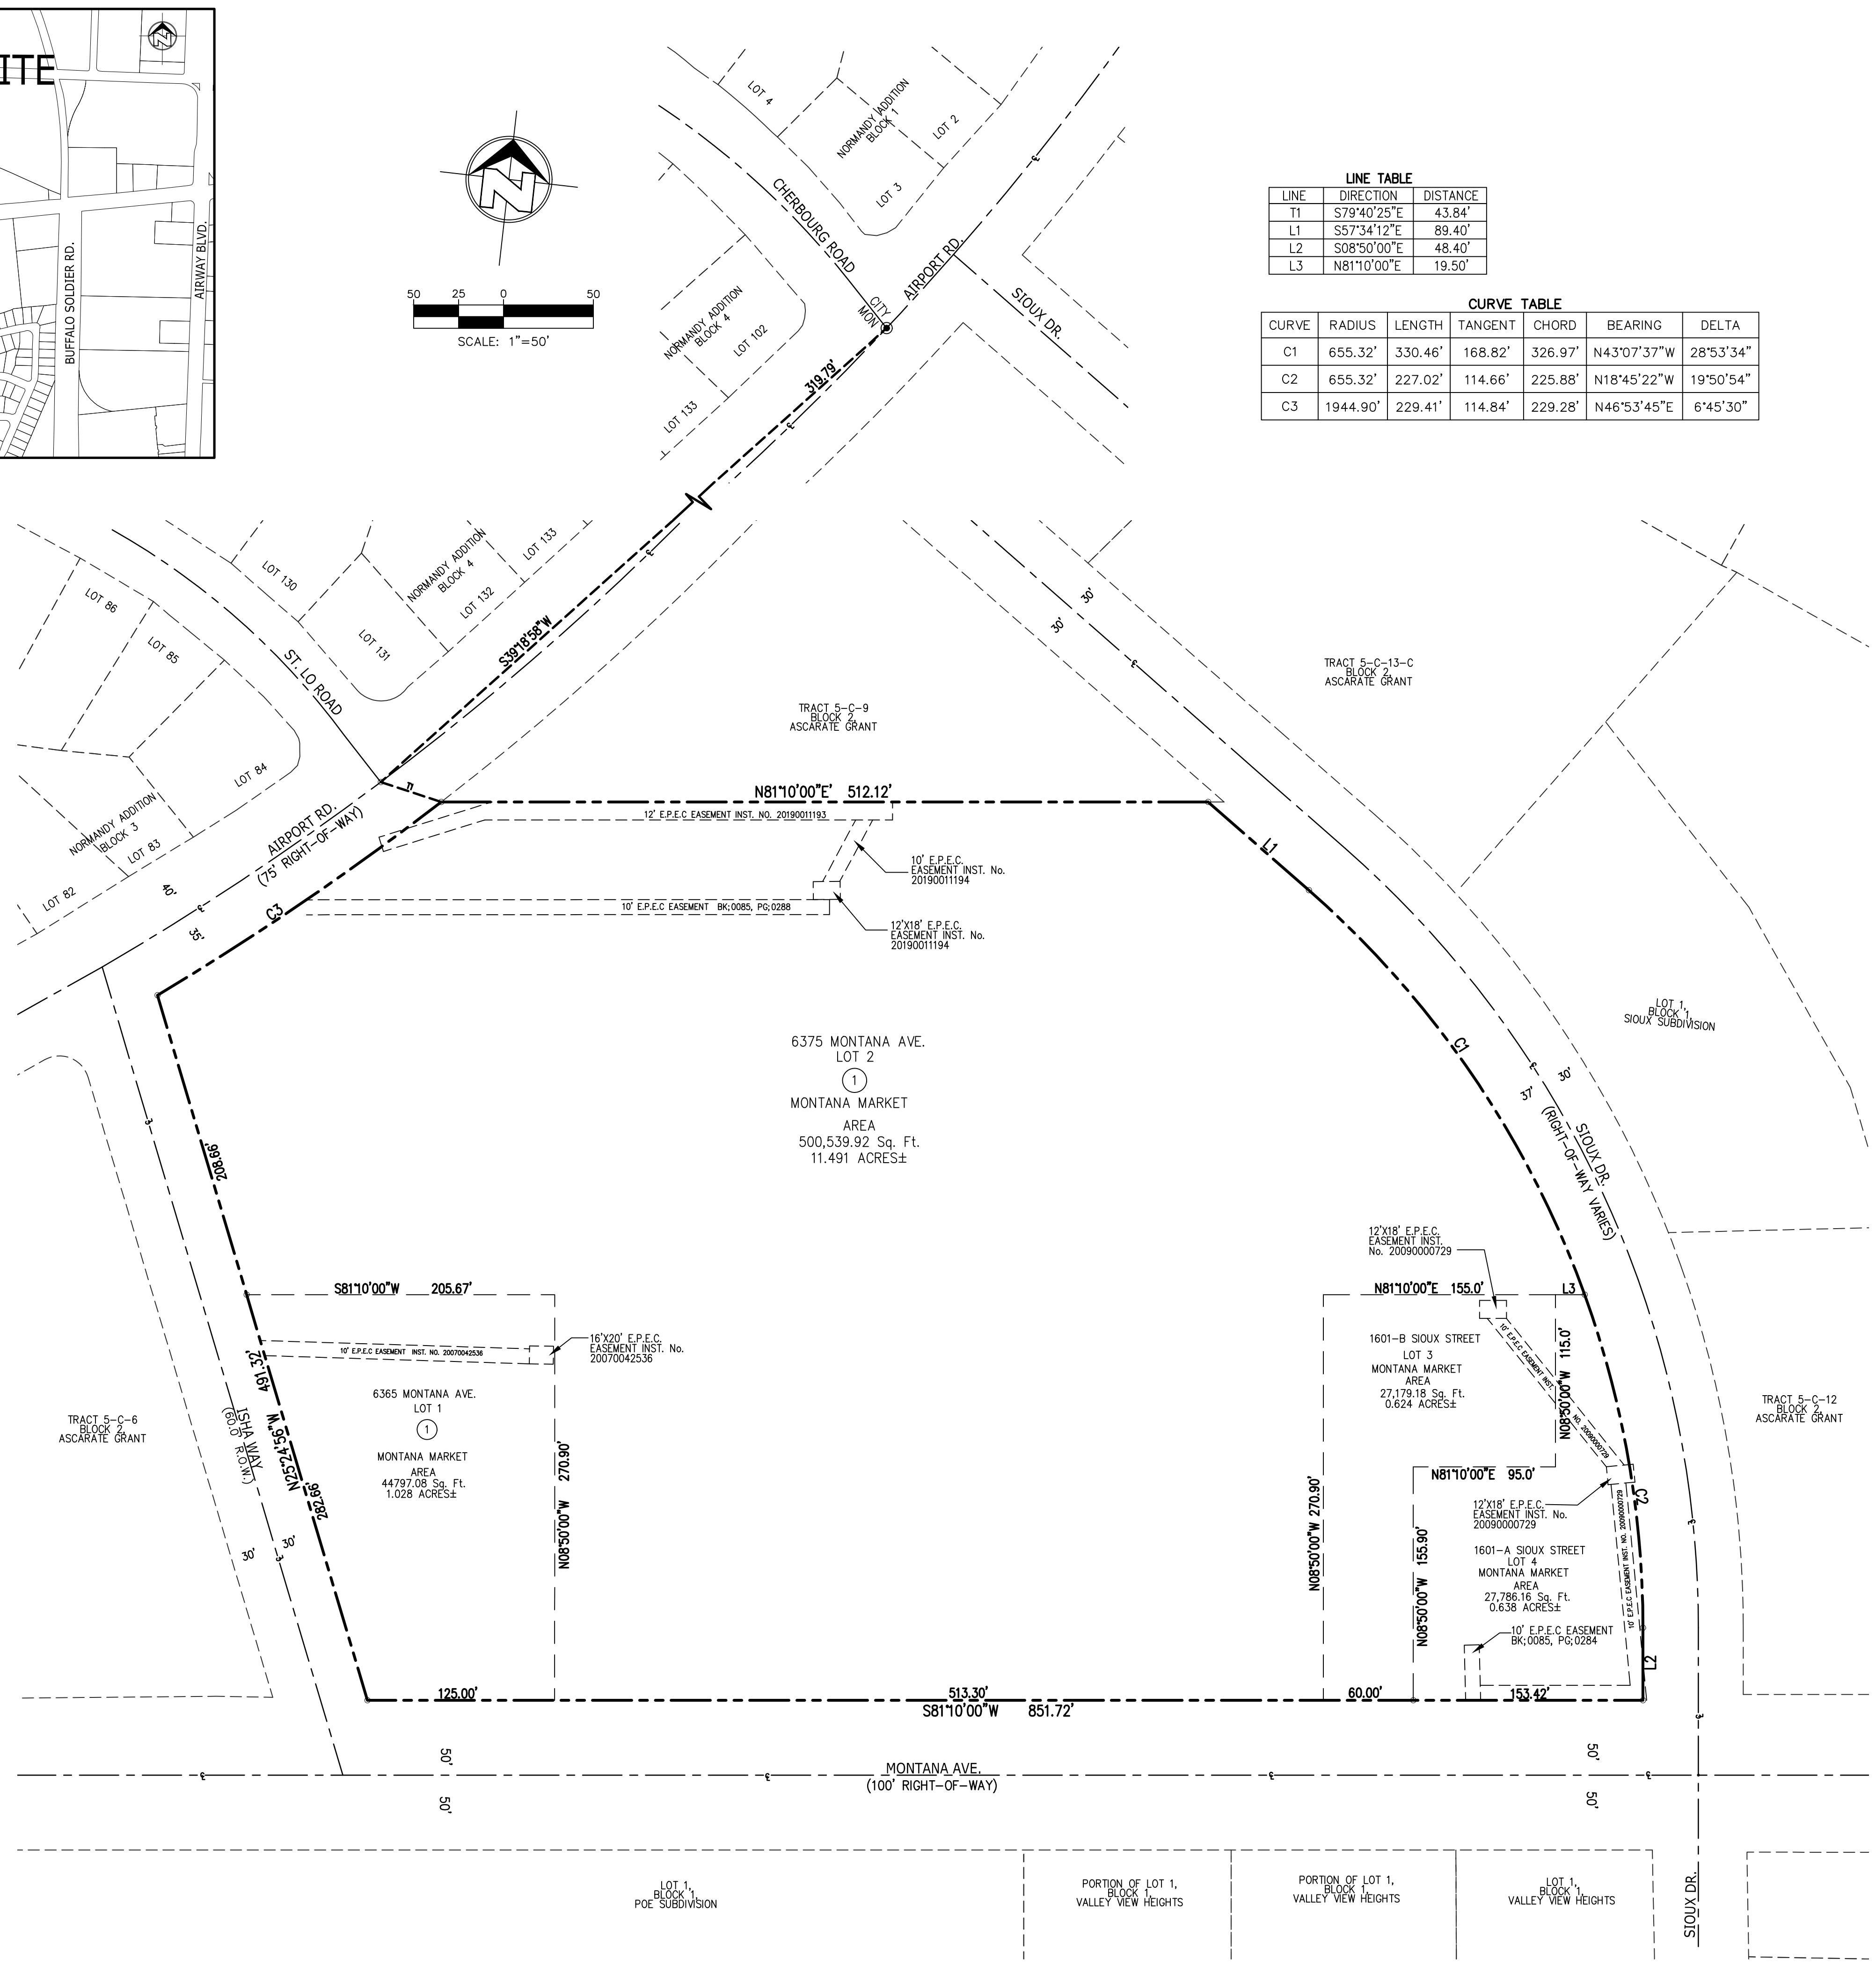 ITE
BUFFALO SOLDIER RD.
AIRWAY BLVD.
50 25 0 50
SCALE: 1"=50'
LOT 4
NORMANDY ADDITION
BLOCK 1
LOT 2
LOT 3
CHERBOURG ROAD
AIRPORT RD.
CITY
MON
SIOUX DR.
NORMANDY ADDITION
BLOCK 4
LOT 102
LOT 133
319.79'
LINE TABLE
LINE DIRECTION DISTANCE
T1 S79°40'25"E 43.84'
L1 S57°34'12"E 89.40'
L2 S08°50'00"E 48.40'
L3 N81°10'00"E 19.50'
CURVE TABLE
CURVE RADIUS LENGTH TANGENT CHORD BEARING DELTA
C1 655.32' 330.46' 168.82' 326.97' N43°07'37"W 28°53'34"
C2 655.32' 227.02' 114.66' 225.88' N18°45'22"W 19°50'54"
C3 1944.90' 229.41' 114.84' 229.28' N46°53'45"E 6°45'30"
LOT 86
LOT 85
LOT 130
NORMANDY ADDITION
BLOCK 4
LOT 133
LOT 132
LOT 131
ST. LO ROAD
S39°18'58"W
LOT 84
NORMANDY ADDITION
BLOCK 3
LOT 83
LOT 82
AIRPORT RD.
(75' RIGHT-OF-WAY)
40'
35'
T1
C3
30'
30'
TRACT 5-C-9
BLOCK 2,
ASCARATE GRANT
TRACT 5-C-13-C
BLOCK 2,
ASCARATE GRANT
N81°10'00"E' 512.12'
12' E.P.E.C EASEMENT INST. NO. 20190011193
10' E.P.E.C.
EASEMENT INST. No.
20190011194
10' E.P.E.C EASEMENT BK;0085, PG;0288
12'X18' E.P.E.C.
EASEMENT INST. No.
20190011194
L1
C1
LOT 1,
BLOCK 1,
SIOUX SUBDIVISION
6375 MONTANA AVE.
LOT 2
1
MONTANA MARKET
AREA
500,539.92 Sq. Ft.
11.491 ACRES±
30'
37'
SIOUX DR.
(RIGHT-OF-WAY VARIES)
208.66'
S81°10'00"W 205.67'
10' E.P.E.C EASEMENT INST. NO. 20070042536
16'X20' E.P.E.C.
EASEMENT INST. No.
20070042536
491.32'
N25°24'56"W
282.66'
ISHA WAY
(60.0' R.O.W.)
30'
30'
TRACT 5-C-6
BLOCK 2,
ASCARATE GRANT
6365 MONTANA AVE.
LOT 1
1
MONTANA MARKET
AREA
44797.08 Sq. Ft.
1.028 ACRES±
N08°50'00"W 270.90'
12'X18' E.P.E.C.
EASEMENT INST.
No. 20090000729
N81°10'00"E 155.0'
L3
1601-B SIOUX STREET
LOT 3
MONTANA MARKET
AREA
27,179.18 Sq. Ft.
0.624 ACRES±
10' E.P.E.C EASEMENT INST. NO. 20090000729
N08°50'00"W 115.0'
N81°10'00"E 95.0'
C2
12'X18' E.P.E.C.
EASEMENT INST. No.
20090000729
N08°50'00"W 270.90'
N08°50'00"W 155.90'
1601-A SIOUX STREET
LOT 4
MONTANA MARKET
AREA
27,786.16 Sq. Ft.
0.638 ACRES±
10' E.P.E.C EASEMENT INST. NO. 20090000729
10' E.P.E.C EASEMENT
BK;0085, PG;0284
L2
TRACT 5-C-12
BLOCK 2,
ASCARATE GRANT
125.00' 513.30' 60.00' 153.42'
S81°10'00"W 851.72'
50'
50'
MONTANA AVE.
(100' RIGHT-OF-WAY)
50'
50'
LOT 1,
BLOCK 1,
POE SUBDIVISION
PORTION OF LOT 1,
BLOCK 1,
VALLEY VIEW HEIGHTS
PORTION OF LOT 1,
BLOCK 1,
VALLEY VIEW HEIGHTS
LOT 1,
BLOCK 1,
VALLEY VIEW HEIGHTS
SIOUX DR.